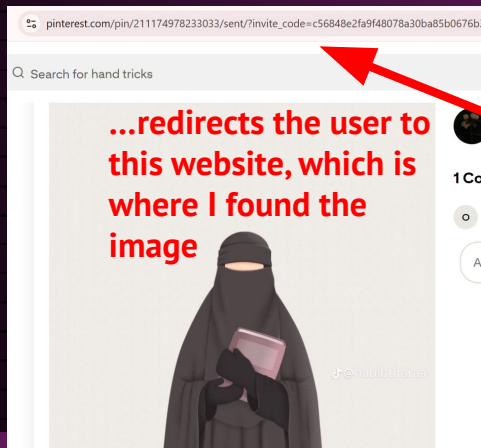 pinterest.com/pin/211174978233033/sent/?invite_code=c56848e2fa9f48078a30ba85b0676b
Search for hand tricks
...redirects the user to
this website, which is
where I found the
image
1 Co
O
A